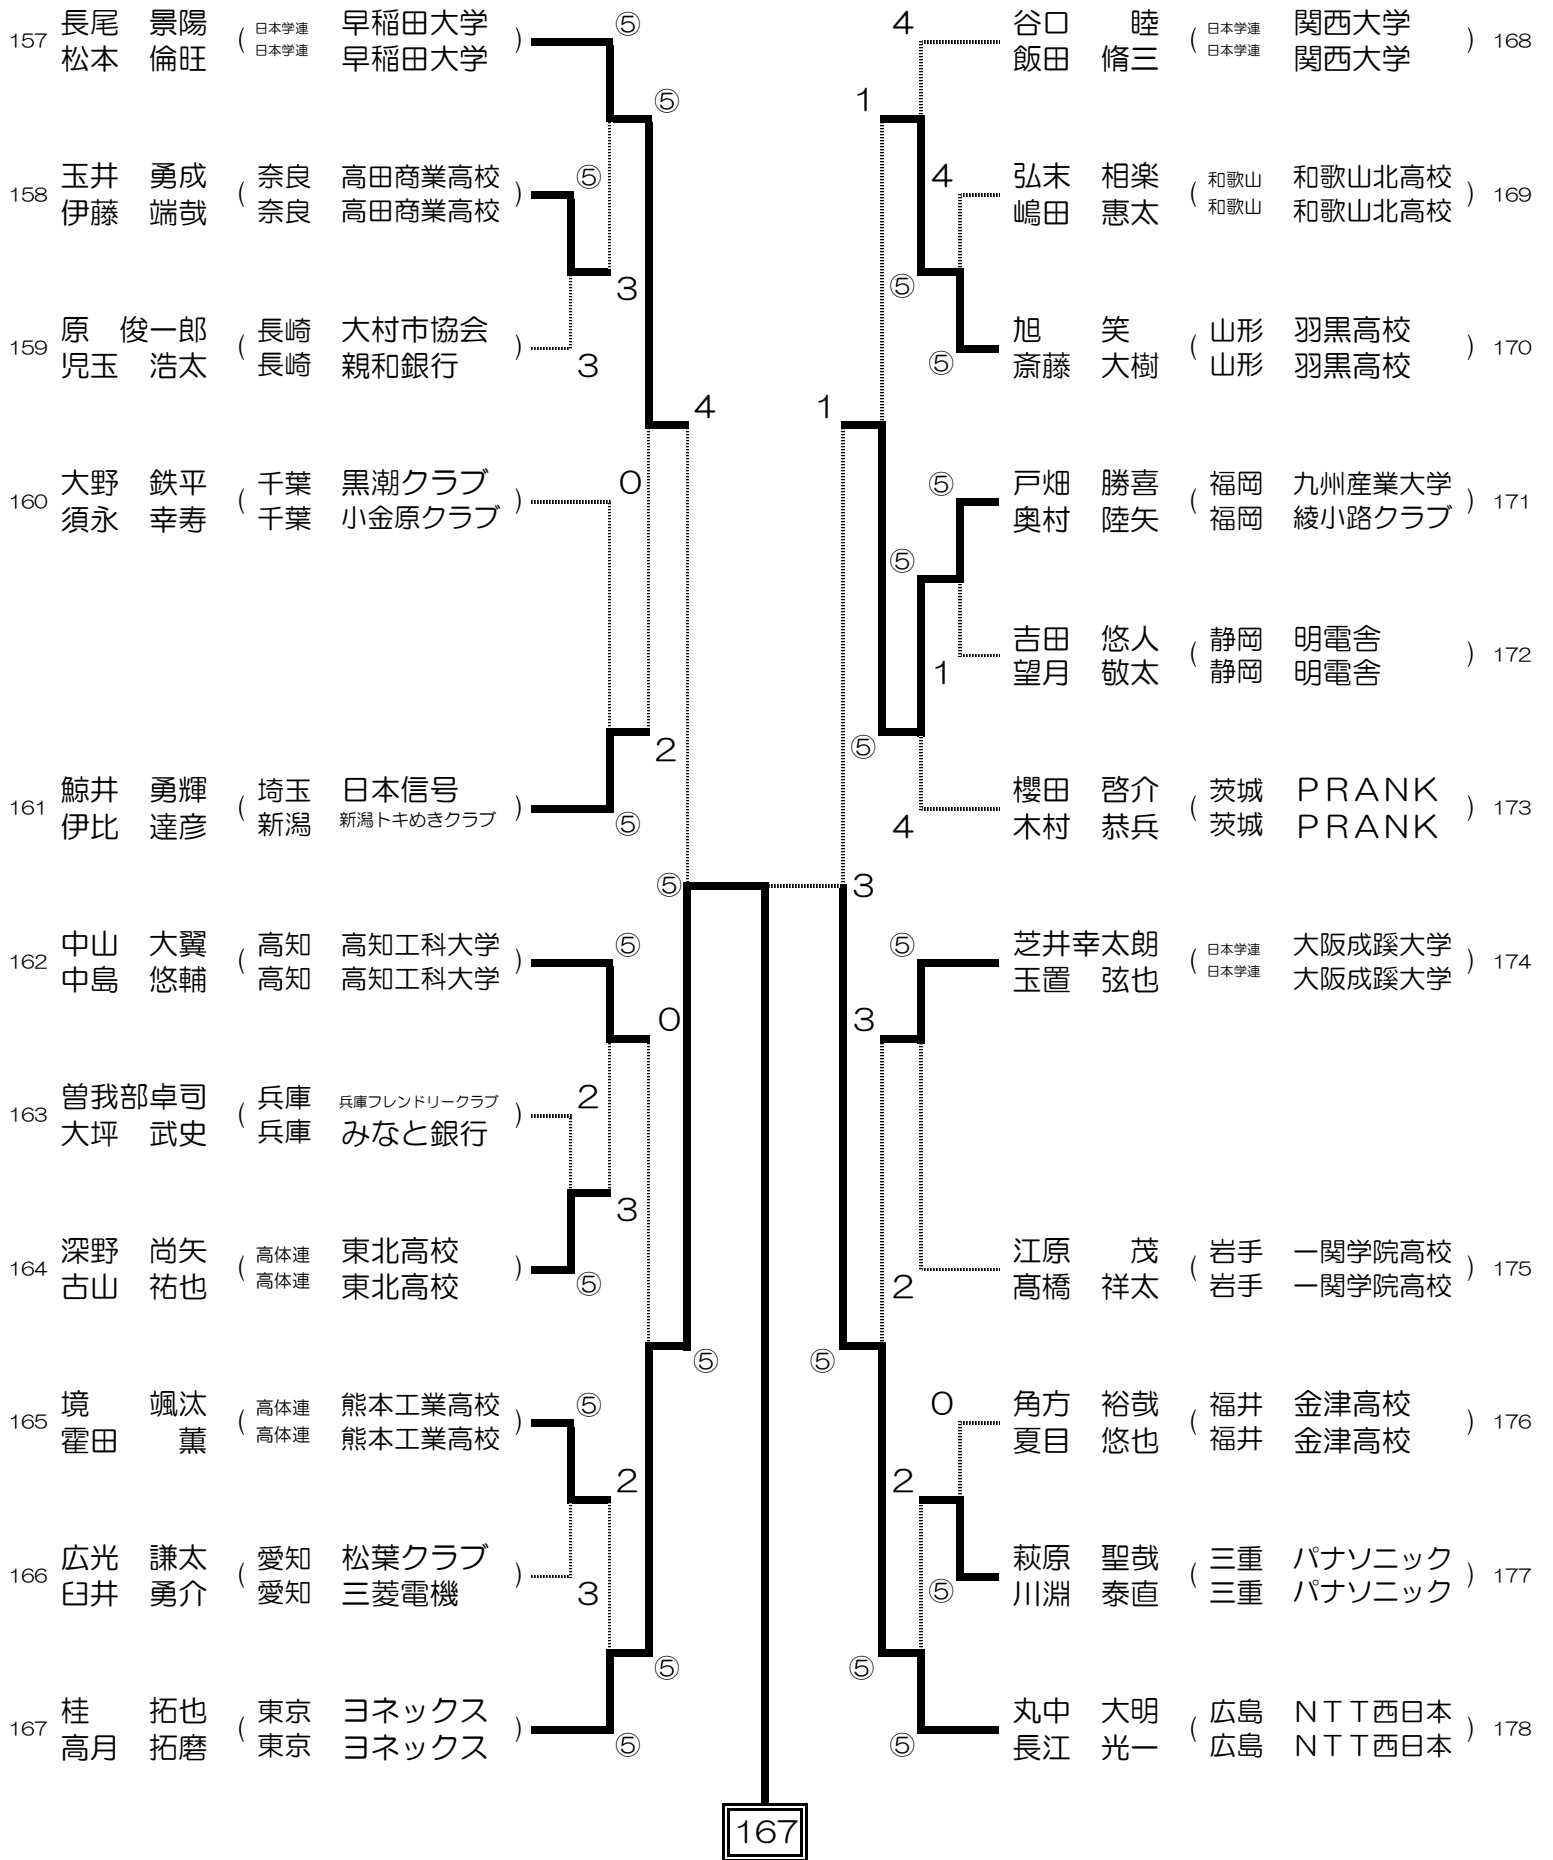 157 長尾 景陽 ( 日本学連 早稲田大学 )
松本 倫旺 日本学連 早稲田大学
⑤
⑤
158 玉井 勇成 ( 奈良 高田商業高校 )
伊藤 端哉 奈良 高田商業高校
⑤
3
159 原 俊一郎 ( 長崎 大村市協会 )
児玉 浩太 長崎 親和銀行
3
4
160 大野 鉄平 ( 千葉 黒潮クラブ )
須永 幸寿 千葉 小金原クラブ
0
2
161 鯨井 勇輝 ( 埼玉 日本信号 )
伊比 達彦 新潟 新潟トキめきクラブ
⑤
⑤
162 中山 大翼 ( 高知 高知工科大学 )
中島 悠輔 高知 高知工科大学
⑤
0
163 曽我部卓司 ( 兵庫 兵庫フレンドリークラブ )
大坪 武史 兵庫 みなと銀行
2
3
164 深野 尚矢 ( 高体連 東北高校 )
古山 祐也 高体連 東北高校
⑤
⑤
165 境 颯汰 ( 高体連 熊本工業高校 )
霍田 薫 高体連 熊本工業高校
⑤
2
166 広光 謙太 ( 愛知 松葉クラブ )
臼井 勇介 愛知 三菱電機
3
⑤
167 桂 拓也 ( 東京 ヨネックス )
高月 拓磨 東京 ヨネックス
⑤
4
谷口 睦 ( 日本学連 関西大学 ) 168
飯田 脩三 日本学連 関西大学
1
4
弘末 相楽 ( 和歌山 和歌山北高校 ) 169
嶋田 惠太 和歌山 和歌山北高校
⑤
旭 笑 ( 山形 羽黒高校 ) 170
斎藤 大樹 山形 羽黒高校
⑤
1
⑤
戸畑 勝喜 ( 福岡 九州産業大学 ) 171
奥村 陸矢 福岡 綾小路クラブ
⑤
吉田 悠人 ( 静岡 明電舎 ) 172
望月 敬太 静岡 明電舎
1
⑤
櫻田 啓介 ( 茨城 PRANK ) 173
木村 恭兵 茨城 PRANK
4
3
⑤
芝井幸太朗 ( 日本学連 大阪成蹊大学 ) 174
玉置 弦也 日本学連 大阪成蹊大学
3
江原 茂 ( 岩手 一関学院高校 ) 175
髙橋 祥太 岩手 一関学院高校
2
⑤
0
角方 裕哉 ( 福井 金津高校 ) 176
夏目 悠也 福井 金津高校
2
萩原 聖哉 ( 三重 パナソニック ) 177
川淵 泰直 三重 パナソニック
⑤
⑤
丸中 大明 ( 広島 NTT西日本 ) 178
長江 光一 広島 NTT西日本
⑤
167